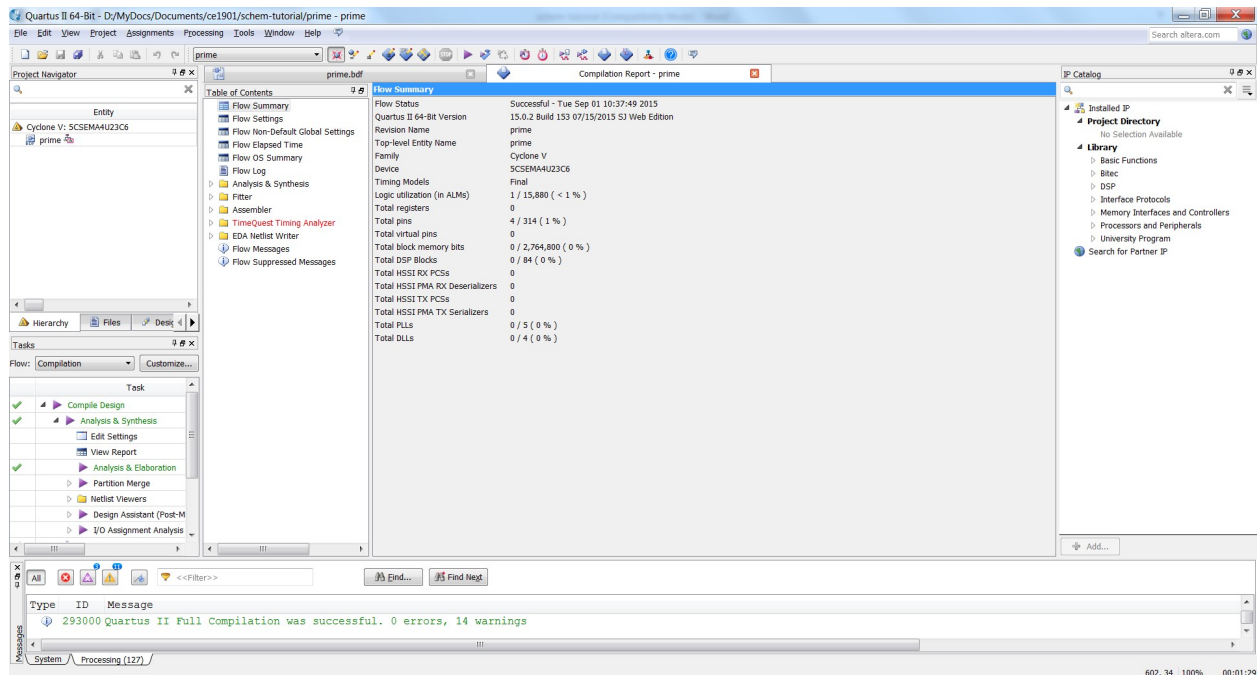 Quartus II 64-Bit - D:/MyDocs/Documents/ce1901/schem-tutorial/prime - prime
File Edit View Project Assignments Processing Tools Window Help
Search altera.com
prime
Project Navigator
Entity
Cyclone V: 5CSEMA4U23C6
prime
Hierarchy Files Desig
Tasks
Flow: Compilation Customize...
Task
Compile Design
Analysis & Synthesis
Edit Settings
View Report
Analysis & Elaboration
Partition Merge
Netlist Viewers
Design Assistant (Post-M
I/O Assignment Analysis
prime.bdf
Compilation Report - prime
Table of Contents
Flow Summary
Flow Settings
Flow Non-Default Global Settings
Flow Elapsed Time
Flow OS Summary
Flow Log
Analysis & Synthesis
Fitter
Assembler
TimeQuest Timing Analyzer
EDA Netlist Writer
Flow Messages
Flow Suppressed Messages
Flow Summary
Flow Status Successful - Tue Sep 01 10:37:49 2015
Quartus II 64-Bit Version 15.0.2 Build 153 07/15/2015 SJ Web Edition
Revision Name prime
Top-level Entity Name prime
Family Cyclone V
Device 5CSEMA4U23C6
Timing Models Final
Logic utilization (in ALMs) 1 / 15,880 ( < 1 % )
Total registers 0
Total pins 4 / 314 ( 1 % )
Total virtual pins 0
Total block memory bits 0 / 2,764,800 ( 0 % )
Total DSP Blocks 0 / 84 ( 0 % )
Total HSSI RX PCSs 0
Total HSSI PMA RX Deserializers 0
Total HSSI TX PCSs 0
Total HSSI PMA TX Serializers 0
Total PLLs 0 / 5 ( 0 % )
Total DLLs 0 / 4 ( 0 % )
IP Catalog
Installed IP
Project Directory
No Selection Available
Library
Basic Functions
Bitec
DSP
Interface Protocols
Memory Interfaces and Controllers
Processors and Peripherals
University Program
Search for Partner IP
Add...
All 3 11 <<Filter>> Find... Find Next
Type ID Message
293000 Quartus II Full Compilation was successful. 0 errors, 14 warnings
Messages
System Processing (127)
602, 34 100% 00:01:29